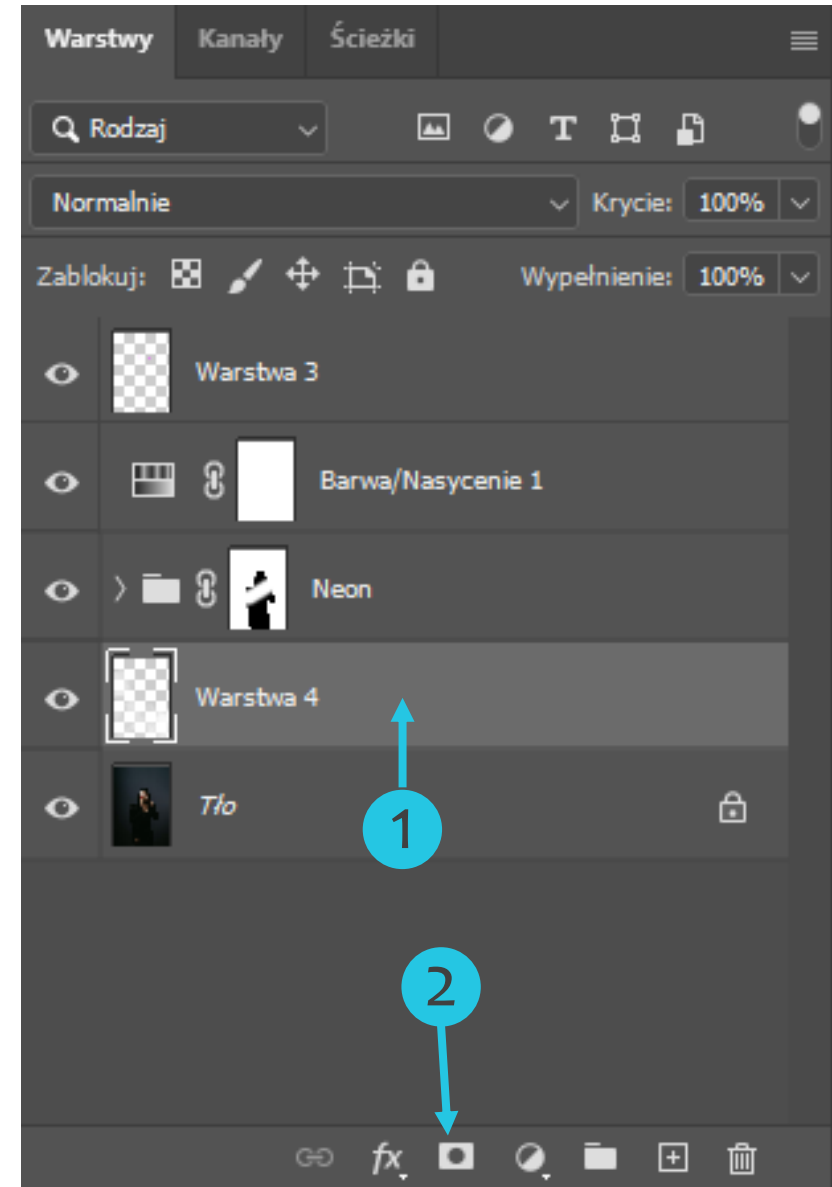 Warstwy Kanały Ścieżki
Rodzaj T
Normalnie Krycie: 100%
Zablokuj: Wypełnienie: 100%
Warstwa 3
Barwa/Nasycenie 1
Neon
Warstwa 4
Tło
1
2
fx